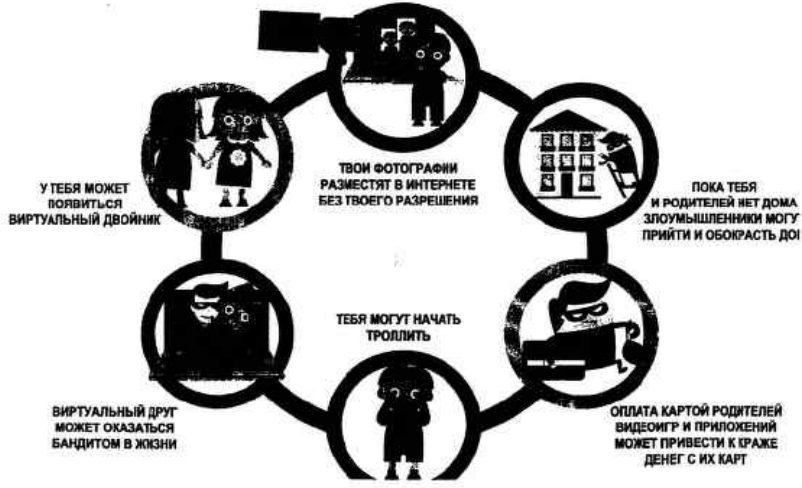 ТВОИ ФОТОГРАФИИ
РАЗМЕСТЯТ В ИНТЕРНЕТЕ
БЕЗ ТВОЕГО РАЗРЕШЕНИЯ
У ТЕБЯ МОЖЕТ
ПОЯВИТЬСЯ
ВИРТУАЛЬНЫЙ ДВОЙНИК
ПОКА ТЕБЯ
И РОДИТЕЛЕЙ НЕТ ДОМА
ЗЛОУМЫШЛЕННИКИ МОГУ
ПРИЙТИ И ОБОКРАСТЬ ДО
ТЕБЯ МОГУТ НАЧАТЬ
ТРОЛЛИТЬ
ВИРТУАЛЬНЫЙ ДРУГ
МОЖЕТ ОКАЗАТЬСЯ
БАНДИТОМ В ЖИЗНИ
ОПЛАТА КАРТОЙ РОДИТЕЛЕЙ
ВИДЕОИГР И ПРИЛОЖЕНИЙ
МОЖЕТ ПРИВЕСТИ К КРАЖЕ
ДЕНЕГ С ИХ КАРТ